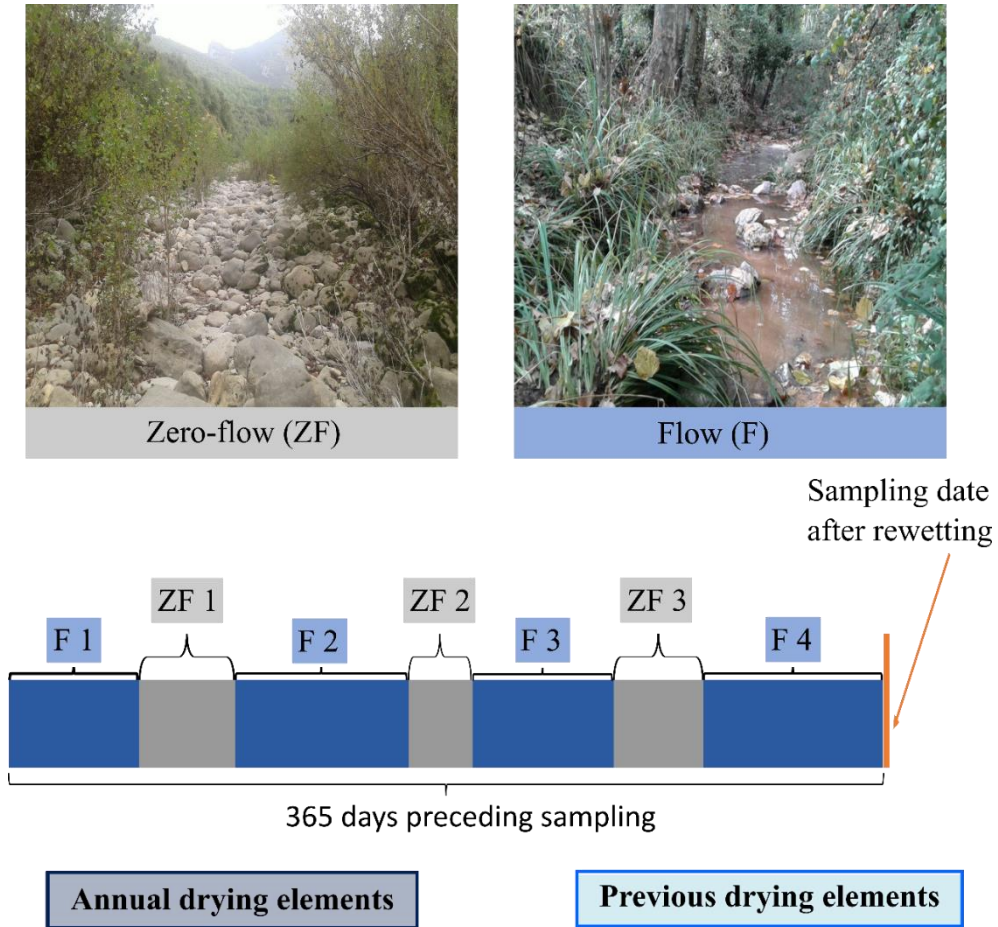 Zero-flow (ZF)
Flow (F)
Sampling date
after rewetting
F 1
ZF 1
F 2
ZF 2
F 3
ZF 3
F 4
365 days preceding sampling
Annual drying elements
Previous drying elements